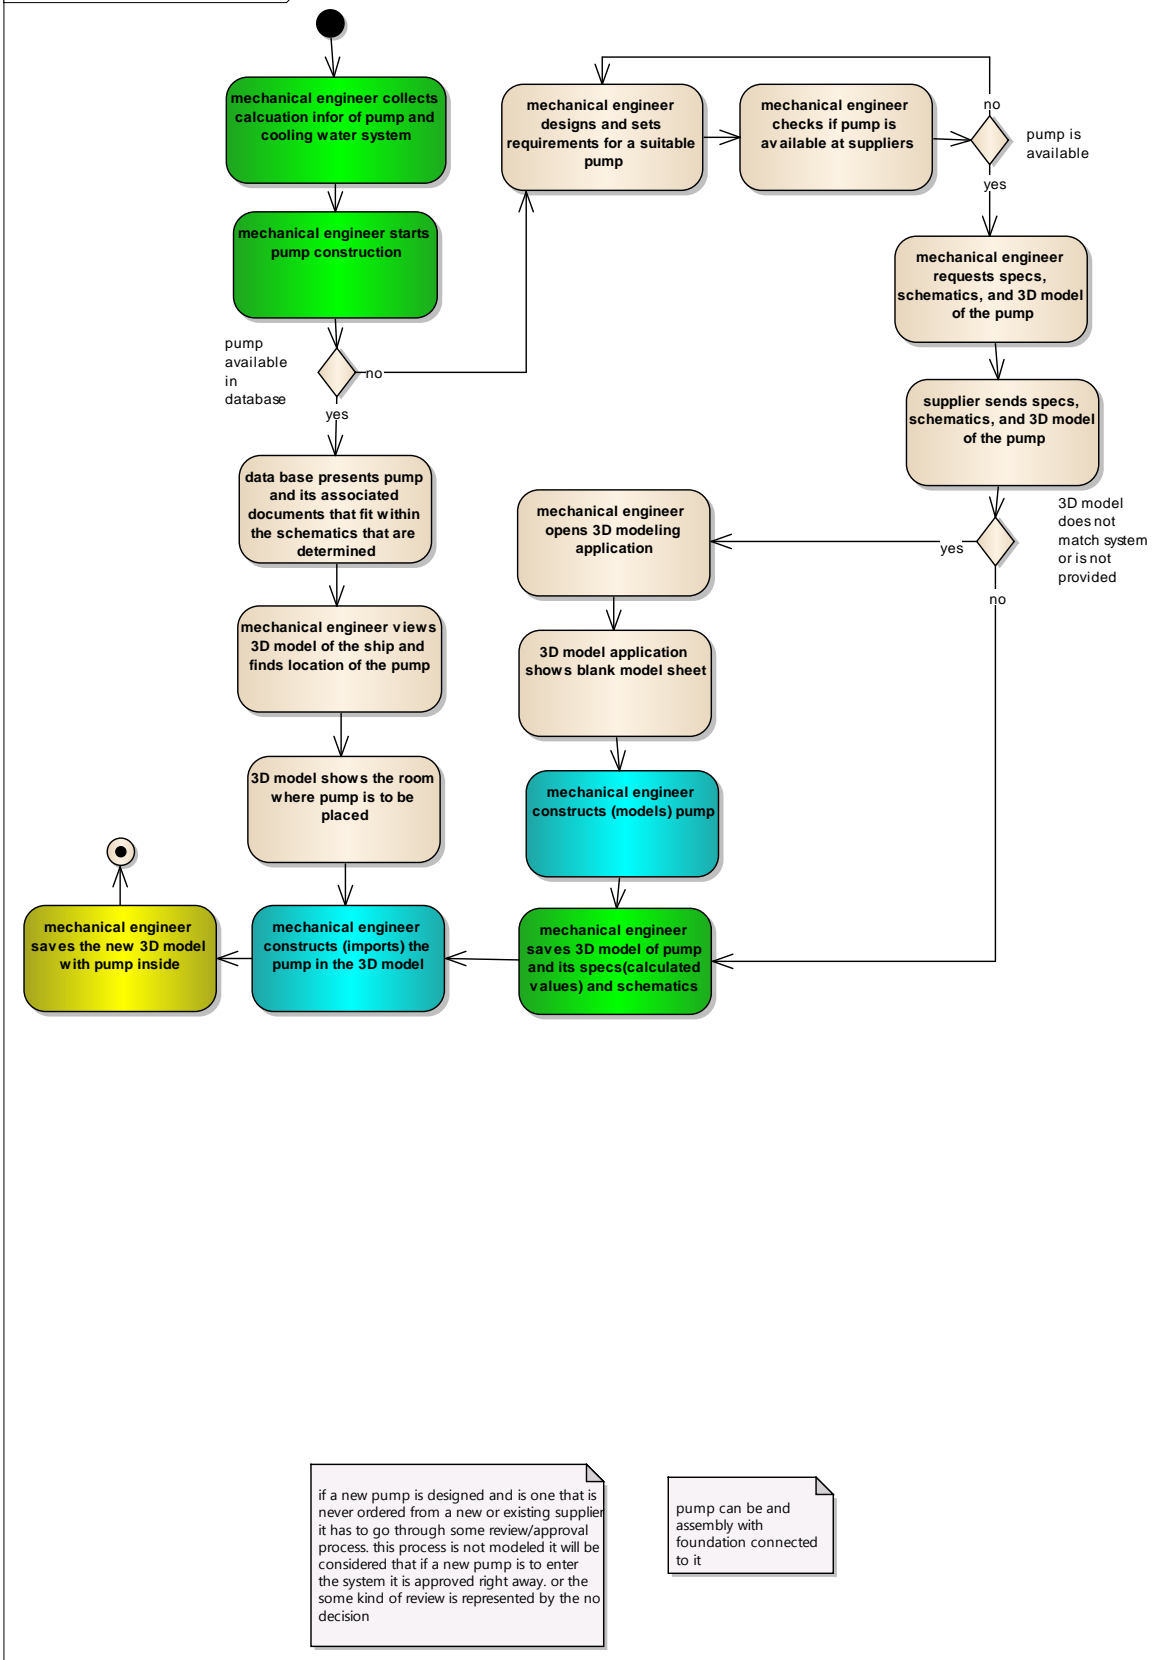 mechanical engineer collects
calcuation infor of pump and
cooling water system
mechanical engineer starts
pump construction
pump
available
in
database
no
yes
data base presents pump
and its associated
documents that fit within
the schematics that are
determined
mechanical engineer views
3D model of the ship and
finds location of the pump
3D model shows the room
where pump is to be
placed
mechanical engineer
constructs (imports) the
pump in the 3D model
mechanical engineer
saves the new 3D model
with pump inside
mechanical engineer
designs and sets
requirements for a suitable
pump
mechanical engineer
checks if pump is
available at suppliers
no
pump is
available
yes
mechanical engineer
requests specs,
schematics, and 3D model
of the pump
supplier sends specs,
schematics, and 3D model
of the pump
3D model
does not
match system
or is not
provided
yes
no
mechanical engineer
opens 3D modeling
application
3D model application
shows blank model sheet
mechanical engineer
constructs (models) pump
mechanical engineer
saves 3D model of pump
and its specs(calculated
values) and schematics
if a new pump is designed and is one that is
never ordered from a new or existing supplier
it has to go through some review/approval
process. this process is not modeled it will be
considered that if a new pump is to enter
the system it is approved right away. or the
some kind of review is represented by the no
decision
pump can be and
assembly with
foundation connected
to it